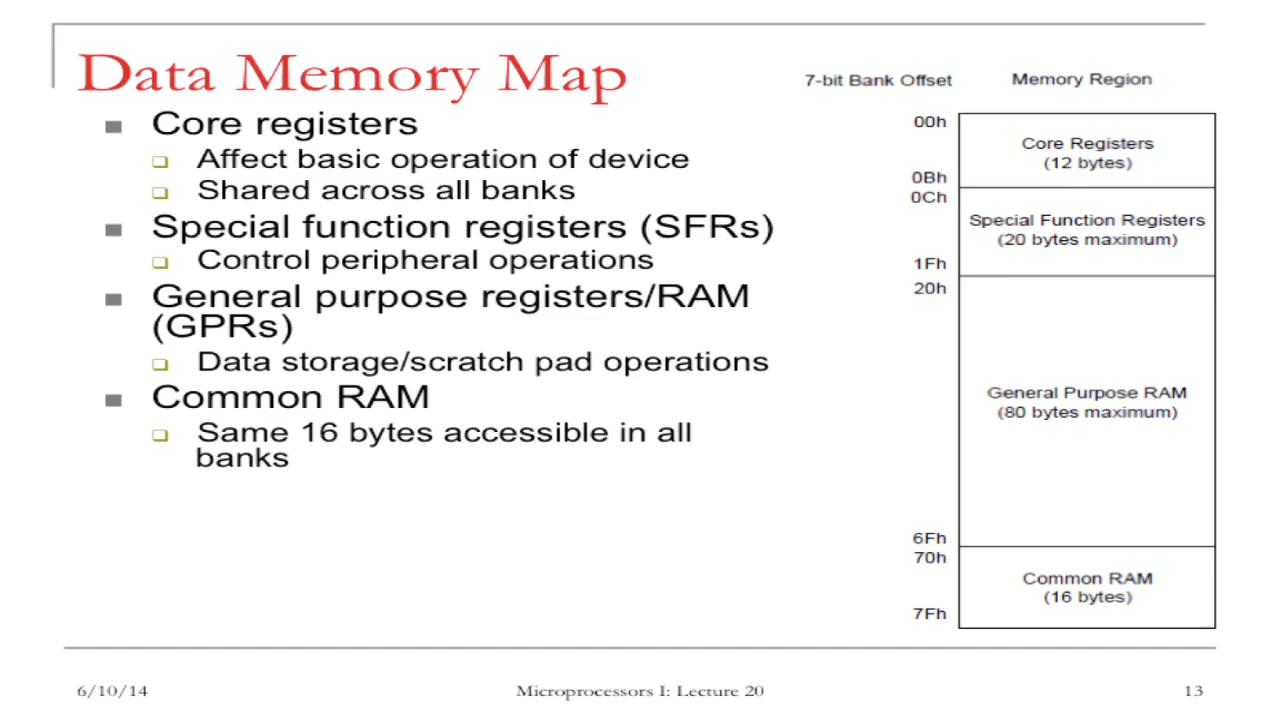 Data Memory Map
Core registers
Affect basic operation of device
Shared across all banks
Special function registers (SFRs)
Control peripheral operations
General purpose registers/RAM
(GPRs)
Data storage/scratch pad operations
Common RAM
Same 16 bytes accessible in all
banks
7-bit Bank Offset
Memory Region
00h
Core Registers
(12 bytes)
0Bh
0Ch
Special Function Registers
(20 bytes maximum)
1Fh
20h
General Purpose RAM
(80 bytes maximum)
6Fh
70h
Common RAM
(16 bytes)
7Fh
6/10/14
Microprocessors I: Lecture 20
13